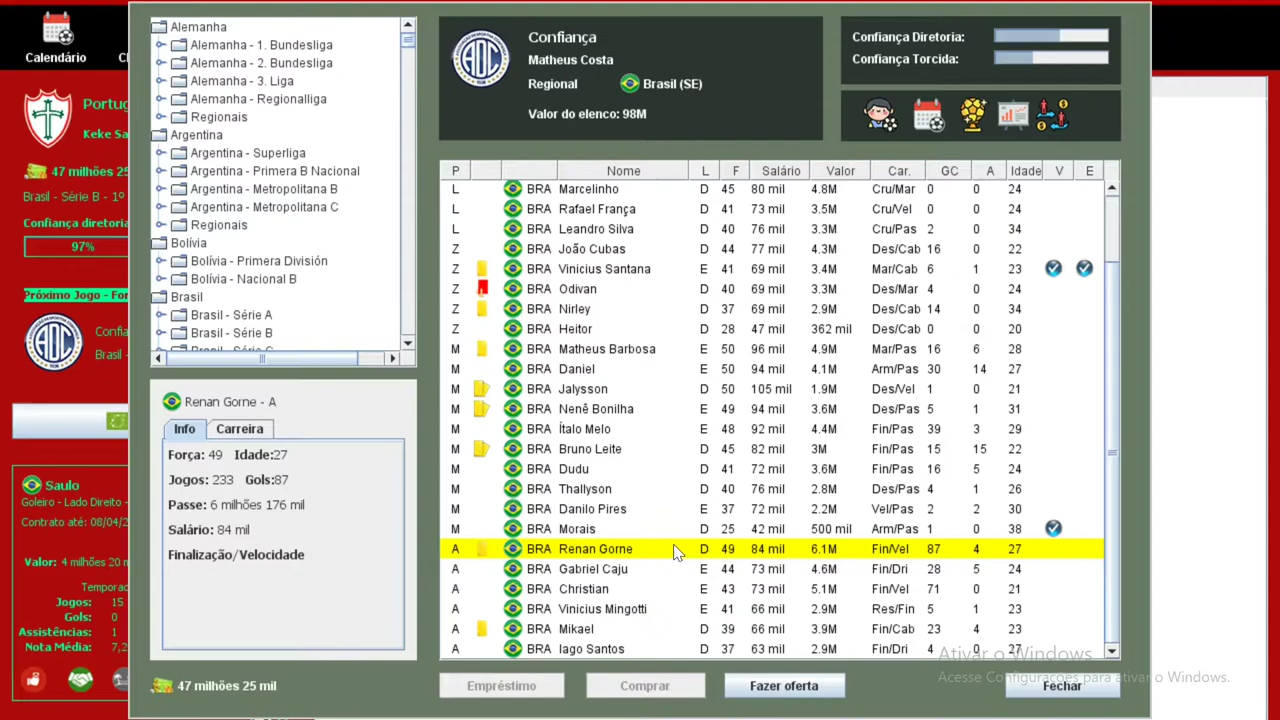 Calendário
Portug
Keke Sa
47 milhões 25
Brasil - Série B - 1º
Confiança diretoria
97%
Próximo Jogo - For
Confia
Brasil -
Saulo
Goleiro - Lado Direito -
Contrato até: 08/04/2
Valor: 4 milhões 20 m
Temporad
Jogos: 15
Gols: 0
Assistências: 1
Nota Média: 7,2
Alemanha
Alemanha - 1. Bundesliga
Alemanha - 2. Bundesliga
Alemanha - 3. Liga
Alemanha - Regionalliga
Regionais
Argentina
Argentina - Superliga
Argentina - Primera B Nacional
Argentina - Metropolitana B
Argentina - Metropolitana C
Regionais
Bolívia
Bolívia - Primera División
Bolívia - Nacional B
Brasil
Brasil - Série A
Brasil - Série B
Brasil - Série C
Renan Gorne - A
Info Carreira
Força: 49 Idade:27
Jogos: 233 Gols:87
Passe: 6 milhões 176 mil
Salário: 84 mil
Finalização/Velocidade
47 milhões 25 mil
ADC
Confiança
Matheus Costa
Regional Brasil (SE)
Valor do elenco: 98M
Confiança Diretoria:
Confiança Torcida:
P Nome L F Salário Valor Car. GC A Idade V E
L BRA Marcelinho D 45 80 mil 4.8M Cru/Mar 0 0 24
L BRA Rafael França D 41 73 mil 3.5M Cru/Vel 0 0 24
L BRA Leandro Silva D 40 76 mil 3.3M Cru/Pas 2 0 34
Z BRA João Cubas D 44 77 mil 4.3M Des/Cab 16 0 22
Z BRA Vinicius Santana E 41 69 mil 3.4M Mar/Cab 6 1 23
Z BRA Odivan D 40 69 mil 3.3M Des/Mar 4 0 24
Z BRA Nirley D 37 69 mil 2.9M Des/Cab 14 0 34
Z BRA Heitor D 28 47 mil 362 mil Des/Cab 0 0 20
M BRA Matheus Barbosa E 50 96 mil 4.9M Mar/Pas 16 6 28
M BRA Daniel E 50 94 mil 4.1M Arm/Pas 30 14 27
M BRA Jalysson D 50 105 mil 1.9M Des/Vel 1 0 21
M BRA Nenê Bonilha E 49 94 mil 3.6M Des/Pas 5 1 31
M BRA Ítalo Melo E 48 92 mil 4.4M Fin/Pas 39 3 29
M BRA Bruno Leite D 45 82 mil 3M Fin/Pas 15 15 22
M BRA Dudu D 41 72 mil 3.6M Fin/Pas 16 5 24
M BRA Thallyson D 40 76 mil 2.8M Des/Pas 4 1 26
M BRA Danilo Pires E 37 72 mil 2.2M Vel/Pas 2 2 30
M BRA Morais D 25 42 mil 500 mil Arm/Pas 1 0 38
A BRA Renan Gorne D 49 84 mil 6.1M Fin/Vel 87 4 27
A BRA Gabriel Caju E 44 73 mil 4.6M Fin/Dri 28 5 24
A BRA Christian E 43 73 mil 5.1M Fin/Vel 71 0 21
A BRA Vinicius Mingotti E 41 66 mil 2.9M Res/Fin 5 1 23
A BRA Mikael D 39 66 mil 3.9M Fin/Cab 23 4 23
A BRA Iago Santos D 37 63 mil 2.9M Fin/Dri 4 0 27
Ativar o Windows
Acesse Configurações para ativar o Windows.
Empréstimo Comprar Fazer oferta Fechar